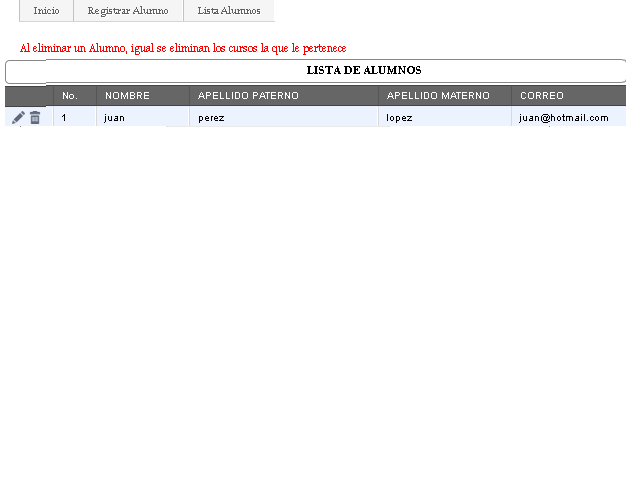 Inicio Registrar Alumno Lista Alumnos
Al eliminar un Alumno, igual se eliminan los cursos la que le pertenece
LISTA DE ALUMNOS
No. NOMBRE APELLIDO PATERNO APELLIDO MATERNO CORREO
1 juan perez lopez juan@hotmail.com